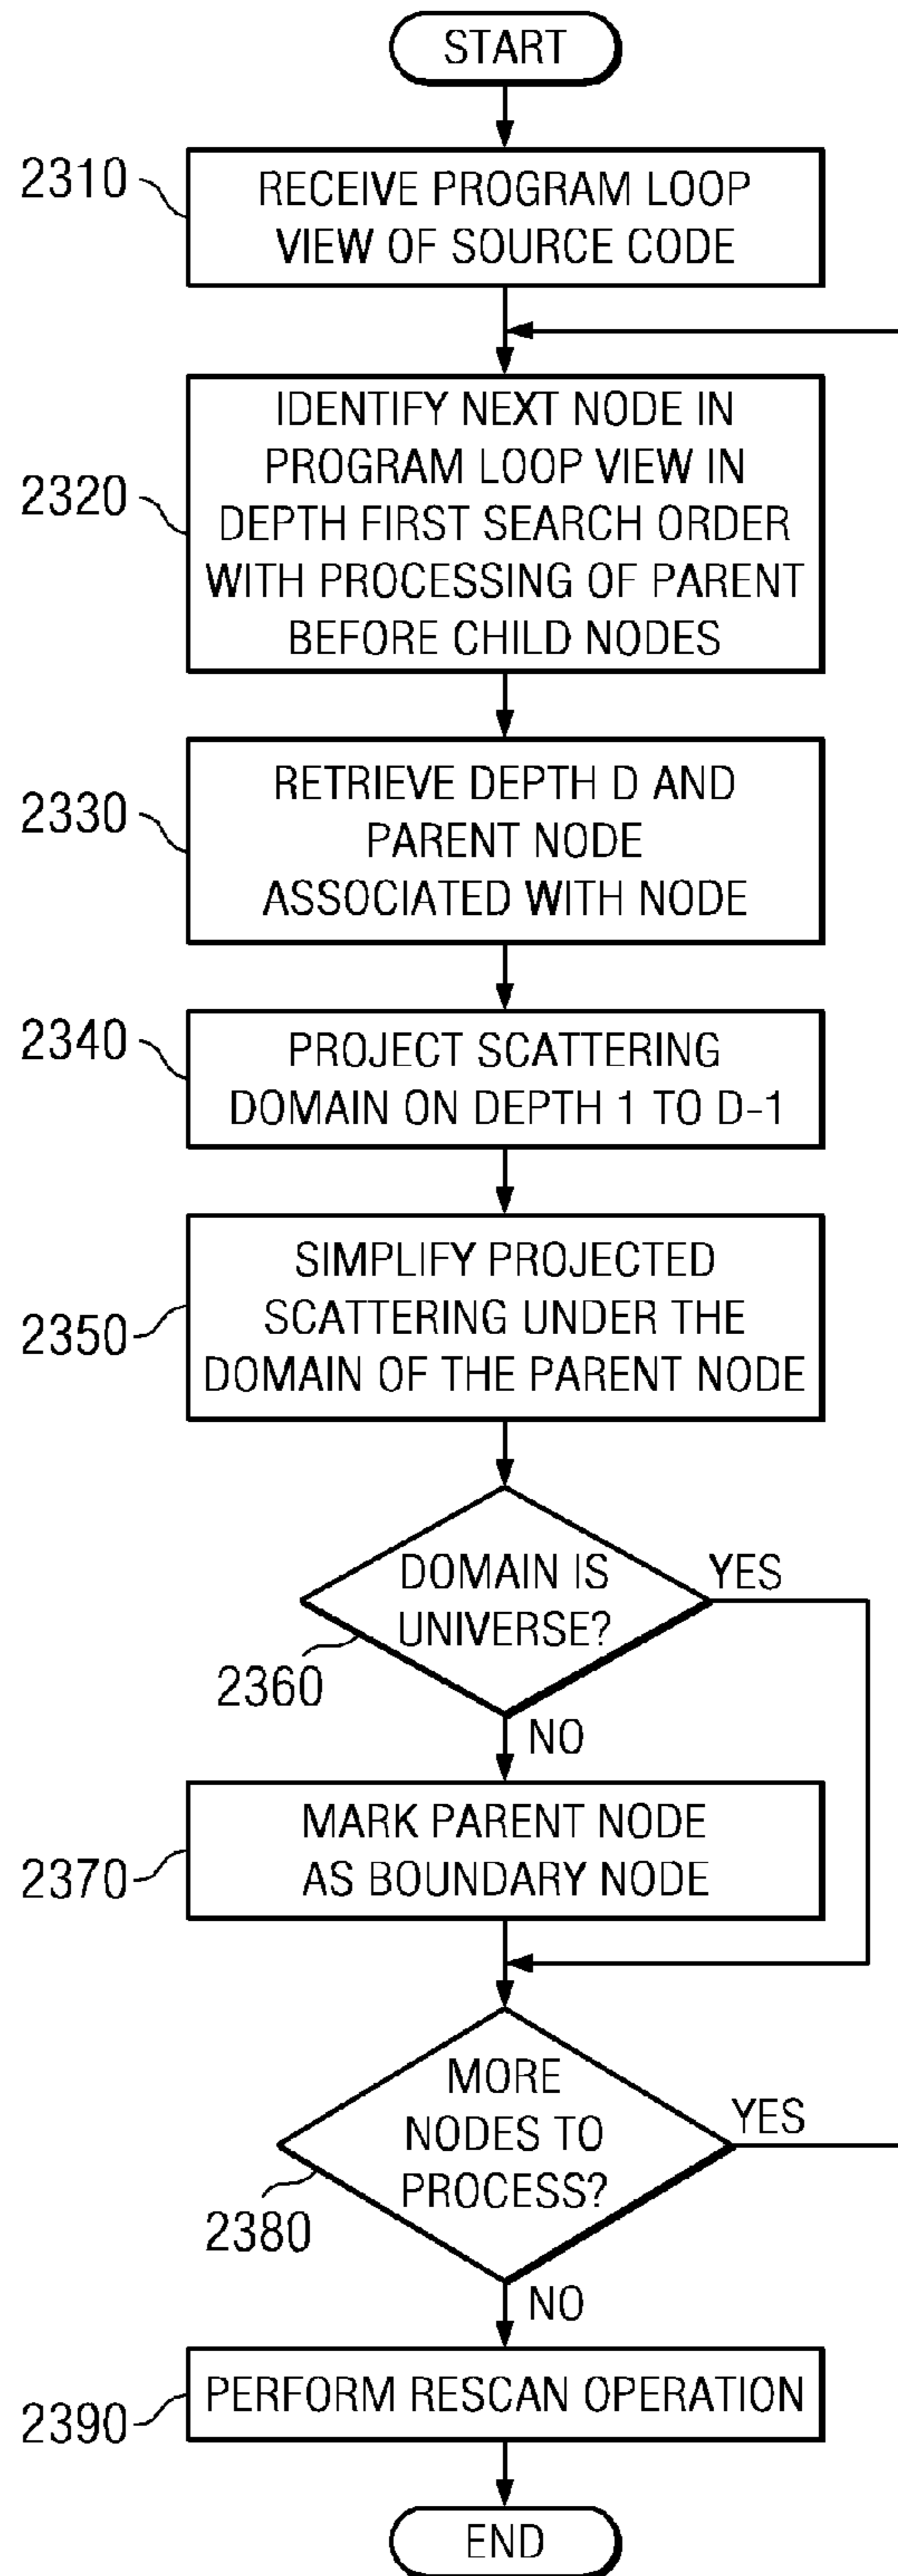 START
2310
RECEIVE PROGRAM LOOP
VIEW OF SOURCE CODE
2320
IDENTIFY NEXT NODE IN
PROGRAM LOOP VIEW IN
DEPTH FIRST SEARCH ORDER
WITH PROCESSING OF PARENT
BEFORE CHILD NODES
2330
RETRIEVE DEPTH D AND
PARENT NODE
ASSOCIATED WITH NODE
2340
PROJECT SCATTERING
DOMAIN ON DEPTH 1 TO D-1
2350
SIMPLIFY PROJECTED
SCATTERING UNDER THE
DOMAIN OF THE PARENT NODE
DOMAIN IS
UNIVERSE?
YES
2360
NO
2370
MARK PARENT NODE
AS BOUNDARY NODE
MORE
NODES TO
PROCESS?
YES
2380
NO
2390
PERFORM RESCAN OPERATION
END